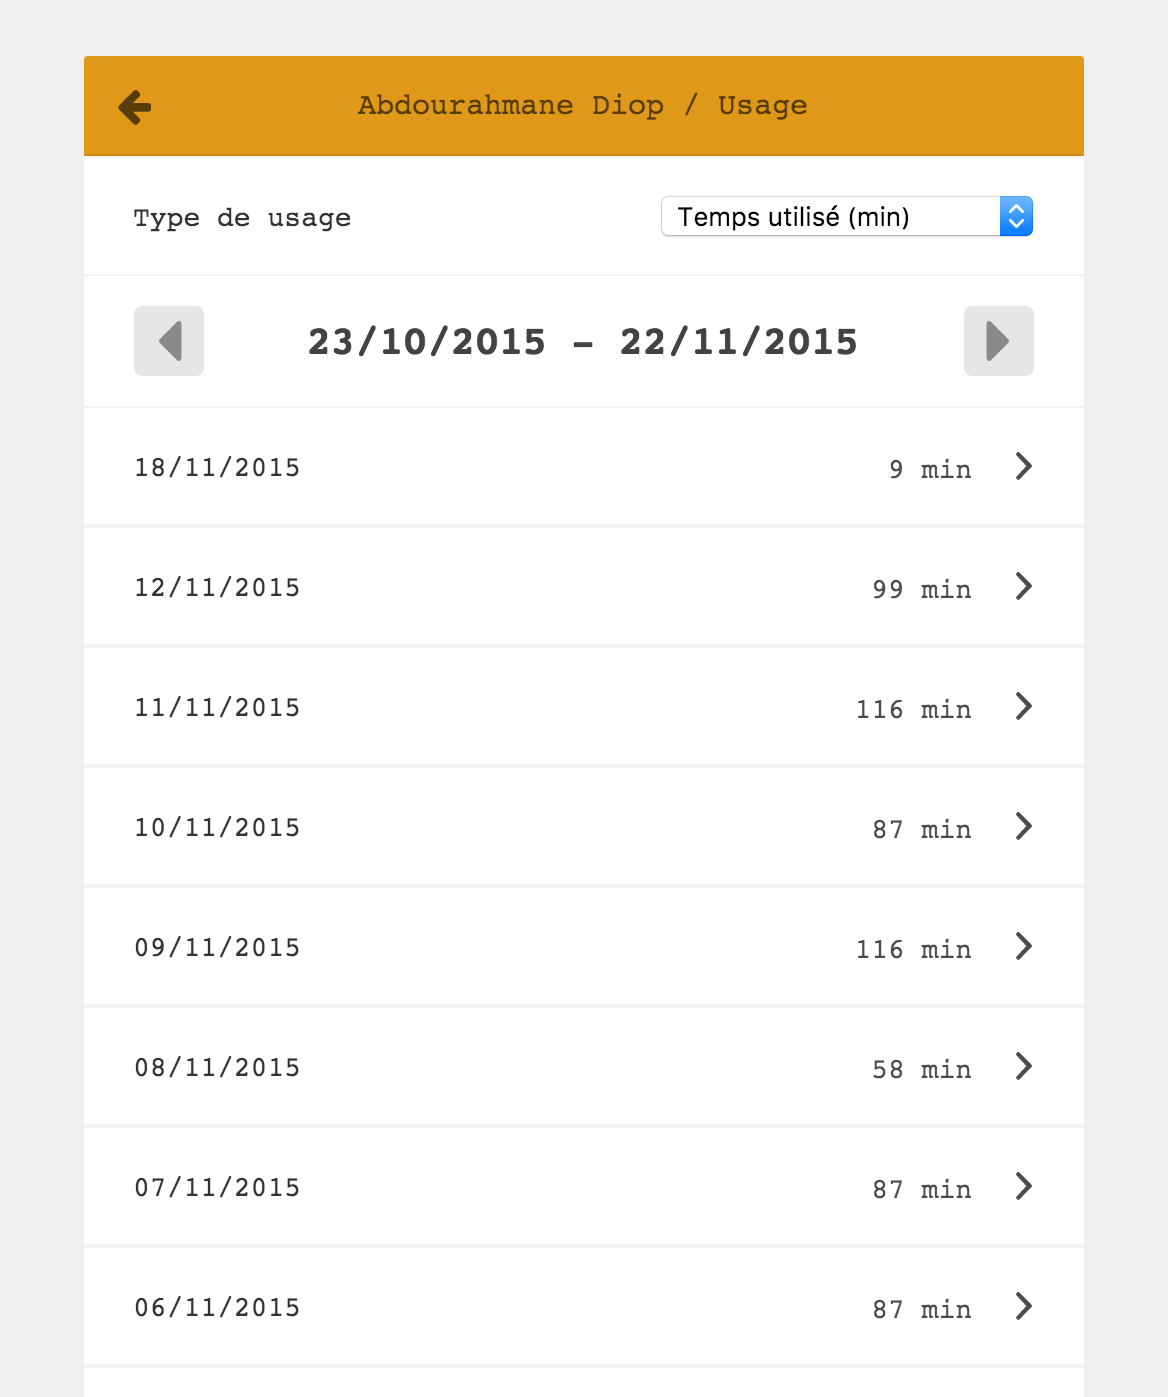 Abdourahmane Diop / Usage
Type de usage Temps utilisé (min)
23/10/2015 – 22/11/2015
18/11/2015 9 min
12/11/2015 99 min
11/11/2015 116 min
10/11/2015 87 min
09/11/2015 116 min
08/11/2015 58 min
07/11/2015 87 min
06/11/2015 87 min